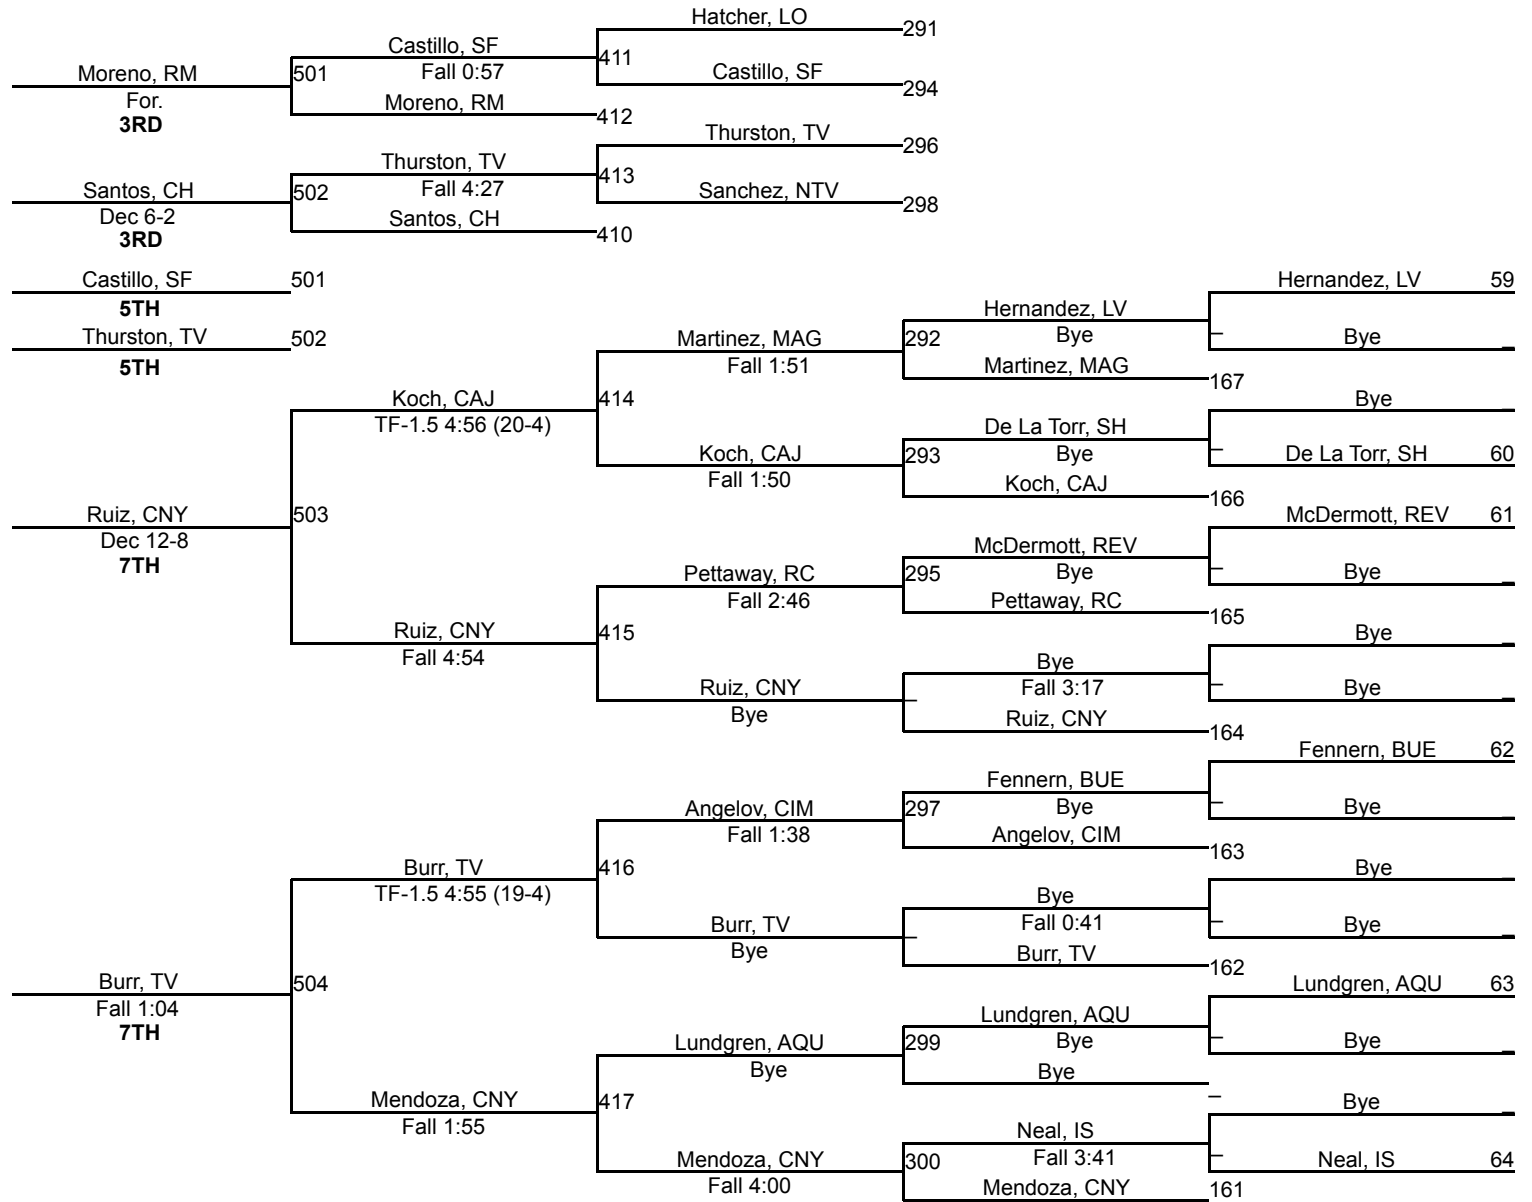 Hatcher, LO
291
Castillo, SF
411
Fall 0:57
Castillo, SF
294
Moreno, RM
501
For.
3RD
Moreno, RM
412
Thurston, TV
296
Thurston, TV
413
Fall 4:27
Sanchez, NTV
298
Santos, CH
502
Dec 6-2
3RD
Santos, CH
410
Castillo, SF
501
5TH
Thurston, TV
502
5TH
Hernandez, LV 59
Hernandez, LV
Bye
Bye
Martinez, MAG
292
Fall 1:51
Martinez, MAG
167
Koch, CAJ
414
TF-1.5 4:56 (20-4)
Bye
De La Torr, SH
Bye
Koch, CAJ
293
Fall 1:50
De La Torr, SH 60
Koch, CAJ
166
Ruiz, CNY
503
Dec 12-8
7TH
McDermott, REV 61
McDermott, REV
Bye
Bye
Pettaway, RC
295
Fall 2:46
Pettaway, RC
165
Ruiz, CNY
415
Fall 4:54
Bye
Bye
Fall 3:17
Bye
Ruiz, CNY
Bye
Ruiz, CNY
164
Fennern, BUE 62
Fennern, BUE
Bye
Bye
Angelov, CIM
297
Fall 1:38
Angelov, CIM
163
Burr, TV
416
TF-1.5 4:55 (19-4)
Bye
Bye
Fall 0:41
Bye
Burr, TV
Bye
Burr, TV
162
Burr, TV
504
Fall 1:04
7TH
Lundgren, AQU 63
Lundgren, AQU
Bye
Bye
Lundgren, AQU
299
Bye
Bye
Mendoza, CNY
417
Fall 1:55
Bye
Neal, IS
Fall 3:41
Neal, IS 64
Mendoza, CNY
300
Fall 4:00
Mendoza, CNY
161